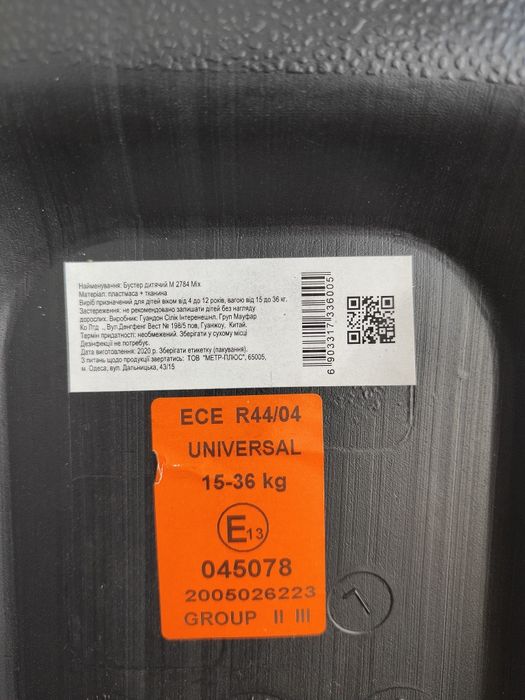 Найменування: Бустер дитячий M 2784 Mix
Матеріал: пластмаса + тканина
Виріб призначений для дітей віком від 4 до 12 років, вагою від 15 до 36 кг.
Застереження: не рекомендовано залишати дітей без нагляду
дорослих. Виробник: Гуандон Сілік Інтеренешнл, Груп Мауфар
Ко Лтд ., Вул.Денгфенг Вест № 198/5 пов, Гуанжоу, Китай.
Термін придатності: необмежений. Зберігати у сухому місці
Дезінфекції не потребує.
Дата виготовлення: 2020 р. Зберігати етикетку (пакування).
З питань щодо продукції звертатись: ТОВ "МЕТР-ПЛЮС", 65005,
м. Одеса, вул. Дальницька, 43/15
6 903317 336005
ECE R44/04
UNIVERSAL
15-36 kg
E13
045078
2005026223
GROUP II III